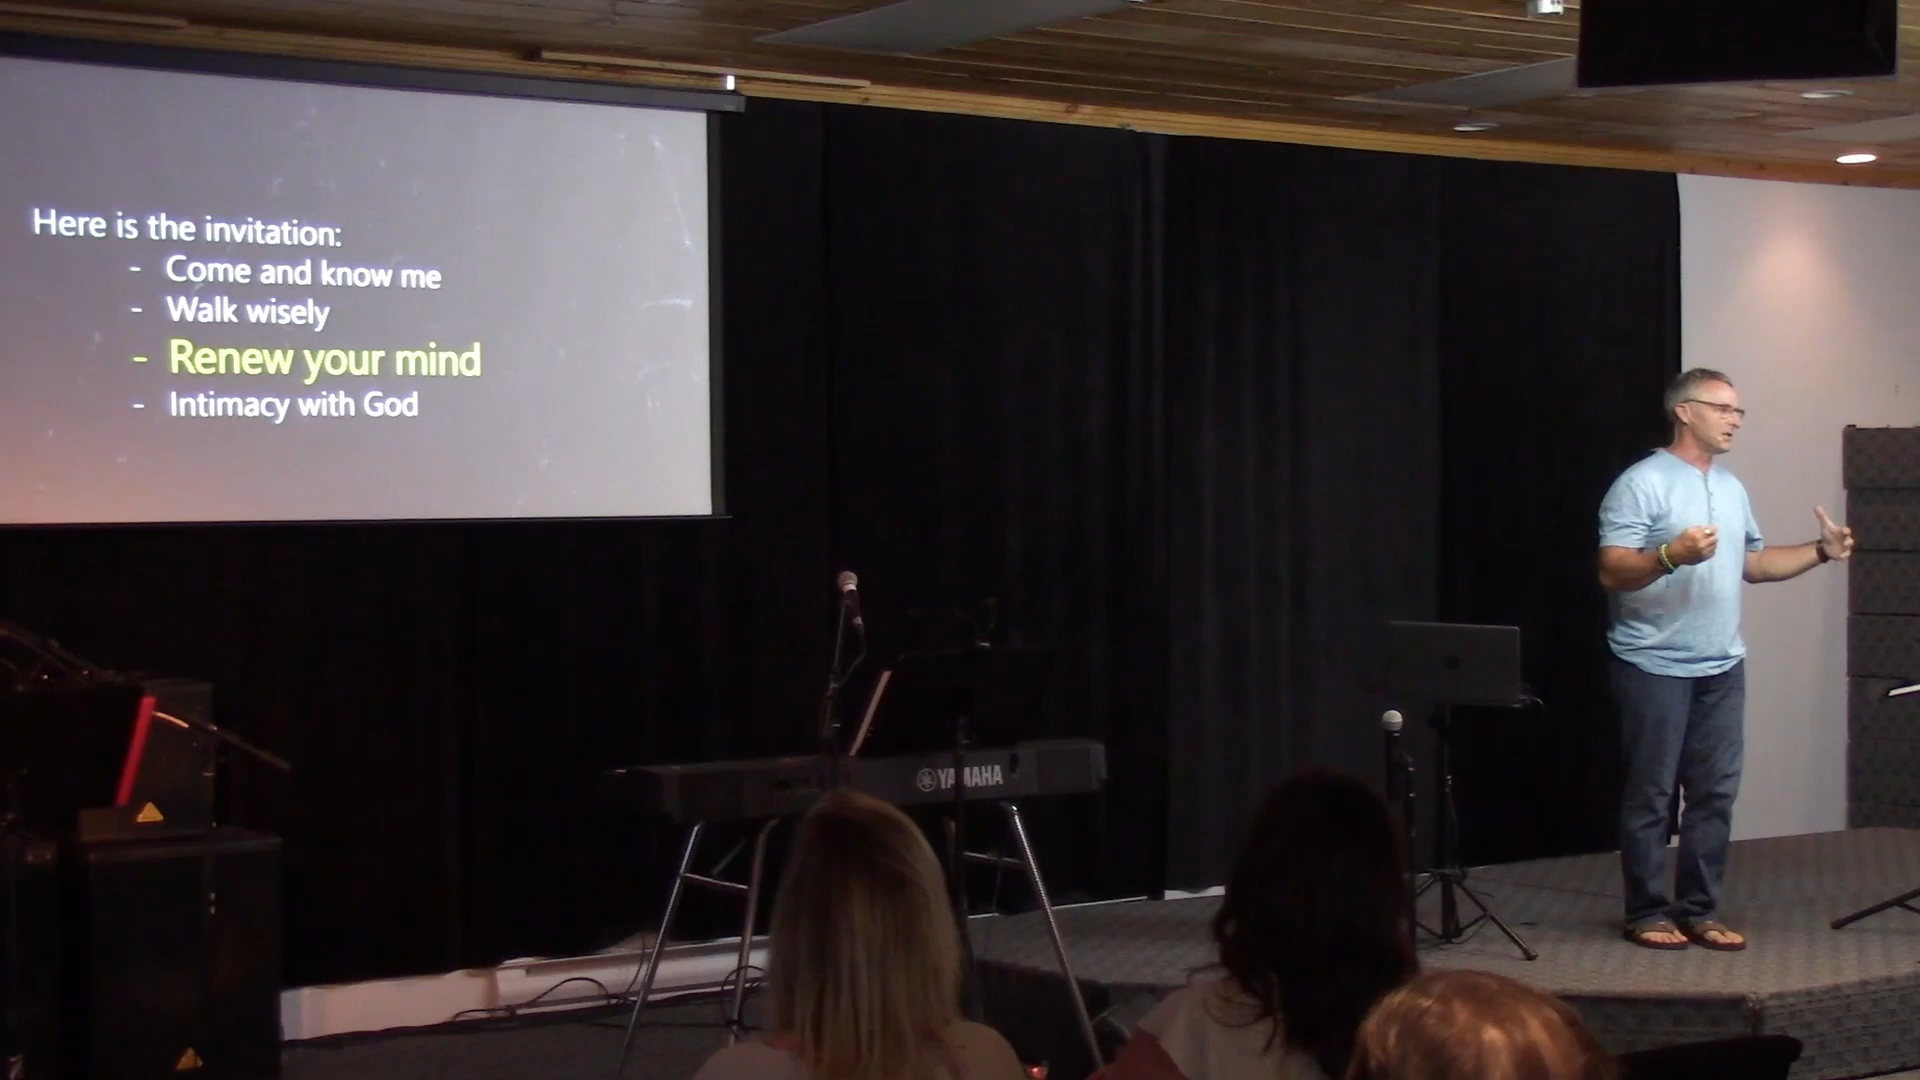 Here is the invitation:
- Come and know me
- Walk wisely
- Renew your mind
- Intimacy with God
YAMAHA